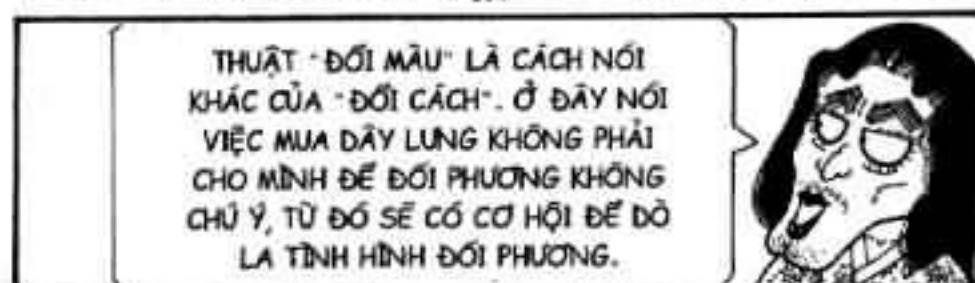 THUẬT "ĐỔI MÀU" LÀ CÁCH NÓI
KHÁC CỦA "ĐỔI CÁCH". Ở ĐÂY NÓI
VIỆC MUA DÂY LƯNG KHÔNG PHẢI
CHO MÌNH ĐỂ ĐỐI PHƯƠNG KHÔNG
CHÚ Ý, TỪ ĐÓ SẼ CÓ CƠ HỘI ĐỂ DÒ
LA TÌNH HÌNH ĐỐI PHƯƠNG.